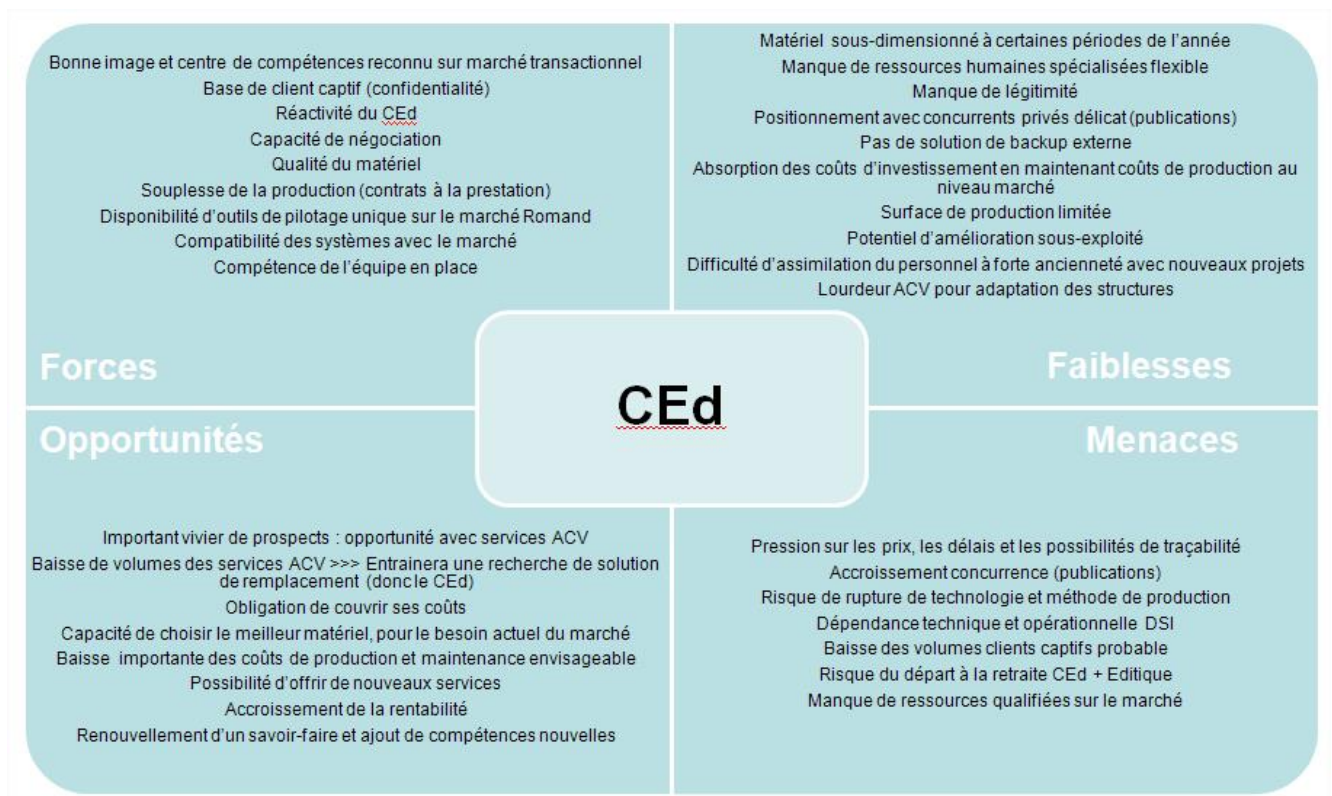 Bonne image et centre de compétences reconnu sur marché transactionnel
Base de client captif (confidentialité)
Réactivité du CEd
Capacité de négociation
Qualité du matériel
Souplesse de la production (contrats à la prestation)
Disponibilité d'outils de pilotage unique sur le marché Romand
Compatibilité des systèmes avec le marché
Compétence de l'équipe en place
Forces
Matériel sous-dimensionné à certaines périodes de l'année
Manque de ressources humaines spécialisées flexible
Manque de légitimité
Positionnement avec concurrents privés délicat (publications)
Pas de solution de backup externe
Absorption des coûts d'investissement en maintenant coûts de production au
niveau marché
Surface de production limitée
Potentiel d'amélioration sous-exploité
Difficulté d'assimilation du personnel à forte ancienneté avec nouveaux projets
Lourdeur ACV pour adaptation des structures
Faiblesses
CEd
Opportunités
Important vivier de prospects : opportunité avec services ACV
Baisse de volumes des services ACV >>> Entrainera une recherche de solution
de remplacement (donc le CEd)
Obligation de couvrir ses coûts
Capacité de choisir le meilleur matériel, pour le besoin actuel du marché
Baisse importante des coûts de production et maintenance envisageable
Possibilité d'offrir de nouveaux services
Accroissement de la rentabilité
Renouvellement d'un savoir-faire et ajout de compétences nouvelles
Menaces
Pression sur les prix, les délais et les possibilités de traçabilité
Accroissement concurrence (publications)
Risque de rupture de technologie et méthode de production
Dépendance technique et opérationnelle DSI
Baisse des volumes clients captifs probable
Risque du départ à la retraite CEd + Editique
Manque de ressources qualifiées sur le marché